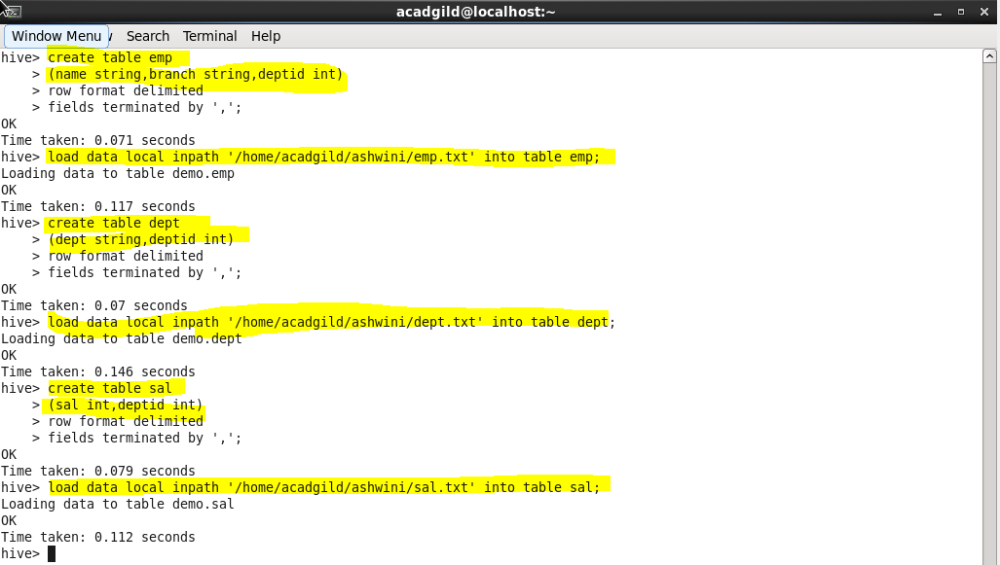 acadgild@localhost:~
Window Menu Search Terminal Help
hive> create table emp
    > (name string,branch string,deptid int)
    > row format delimited
    > fields terminated by ',';
OK
Time taken: 0.071 seconds
hive> load data local inpath '/home/acadgild/ashwini/emp.txt' into table emp;
Loading data to table demo.emp
OK
Time taken: 0.117 seconds
hive> create table dept
    > (dept string,deptid int)
    > row format delimited
    > fields terminated by ',';
OK
Time taken: 0.07 seconds
hive> load data local inpath '/home/acadgild/ashwini/dept.txt' into table dept;
Loading data to table demo.dept
OK
Time taken: 0.146 seconds
hive> create table sal
    > (sal int,deptid int)
    > row format delimited
    > fields terminated by ',';
OK
Time taken: 0.079 seconds
hive> load data local inpath '/home/acadgild/ashwini/sal.txt' into table sal;
Loading data to table demo.sal
OK
Time taken: 0.112 seconds
hive>